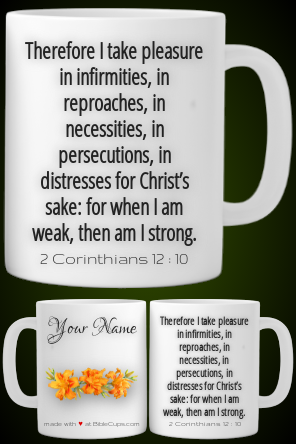 Therefore I take pleasure
in infirmities, in
reproaches, in
necessities, in
persecutions, in
distresses for Christ's
sake: for when I am
weak, then am I strong.
2 Corinthians 12 : 10
Your Name
made with ♥ at BibleCups.com
Therefore I take pleasure
in infirmities, in
reproaches, in
necessities, in
persecutions, in
distresses for Christ's
sake: for when I am
weak, then am I strong.
2 Corinthians 12 : 10